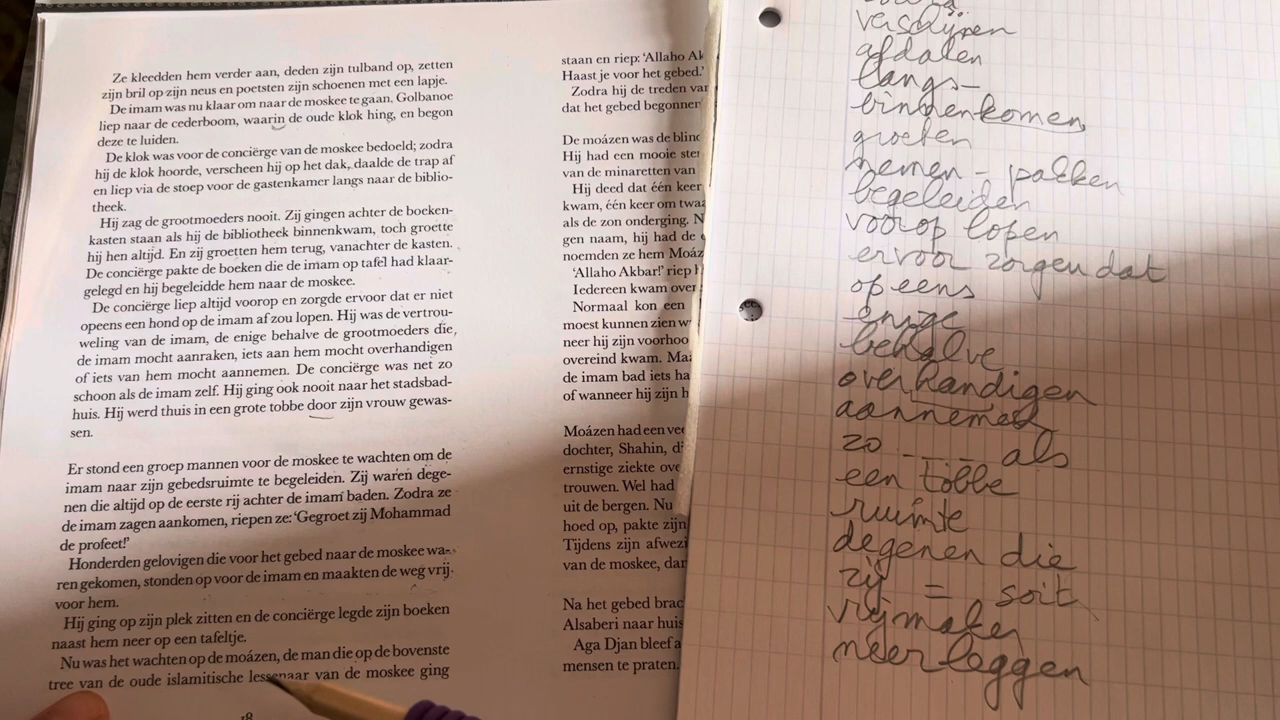 Ze kleedden hem verder aan, deden zijn tulband op, zetten
zijn bril op zijn neus en poetsten zijn schoenen met een lapje.
De imam was nu klaar om naar de moskee te gaan. Golbanoe
liep naar de cederboom, waarin de oude klok hing, en begon
deze te luiden.
De klok was voor de conciërge van de moskee bedoeld; zodra
hij de klok hoorde, verscheen hij op het dak, daalde de trap af
en liep via de stoep voor de gastenkamer langs naar de biblio-
theek.
Hij zag de grootmoeders nooit. Zij gingen achter de boeken-
kasten staan als hij de bibliotheek binnenkwam, toch groette
hij hen altijd. En zij groetten hem terug, vanachter de kasten.
De conciërge pakte de boeken die de imam op tafel had klaar-
gelegd en hij begeleidde hem naar de moskee.
De conciërge liep altijd voorop en zorgde ervoor dat er niet
opeens een hond op de imam af zou lopen. Hij was de vertrou-
weling van de imam, de enige behalve de grootmoeders die,
de imam mocht aanraken, iets aan hem mocht overhandigen
of iets van hem mocht aannemen. De conciërge was net zo
schoon als de imam zelf. Hij ging ook nooit naar het stadsbad-
huis. Hij werd thuis in een grote tobbe door zijn vrouw gewas-
sen.
Er stond een groep mannen voor de moskee te wachten om de
imam naar zijn gebedsruimte te begeleiden. Zij waren dege-
nen die altijd op de eerste rij achter de imam baden. Zodra ze
de imam zagen aankomen, riepen ze: 'Gegroet zij Mohammad
de profeet!'
Honderden gelovigen die voor het gebed naar de moskee wa-
ren gekomen, stonden op voor de imam en maakten de weg vrij
voor hem.
Hij ging op zijn plek zitten en de conciërge legde zijn boeken
naast hem neer op een tafeltje.
Nu was het wachten op de moázen, de man die op de bovenste
tree van de oude islamitische lessenaar van de moskee ging
18
staan en riep: 'Allaho Ak
Haast je voor het gebed.'
Zodra hij de treden van
dat het gebed begonnen
De moázen was de blind
Hij had een mooie ster
van de minaretten van
Hij deed dat één keer
kwam, één keer om twaa
als de zon onderging. N
gen naam, hij had de
noemden ze hem Moáz
'Allaho Akbar!' riep h
Iedereen kwam over
Normaal kon een
moest kunnen zien w
neer hij zijn voorhoo
overeind kwam. Maa
de imam bad iets ha
of wanneer hij zijn h
Moázen had een vee
dochter, Shahin, di
ernstige ziekte ove
trouwen. Wel had
uit de bergen. Nu
hoed op, pakte zijn
Tijdens zijn afwezi
van de moskee, dan
Na het gebed brac
Alsaberi naar huis
Aga Djan bleef a
mensen te praten.
verschijnen
afdalen
langs-
binnenkomen
groeten
nemen - pakken
begeleiden
voorop lopen
ervoor zorgen dat
opeens
enige
behalve
overhandigen
aannemen
zo ---- als
een tobbe
ruimte
degenen die
zij = soit
vrijmaken
neerleggen